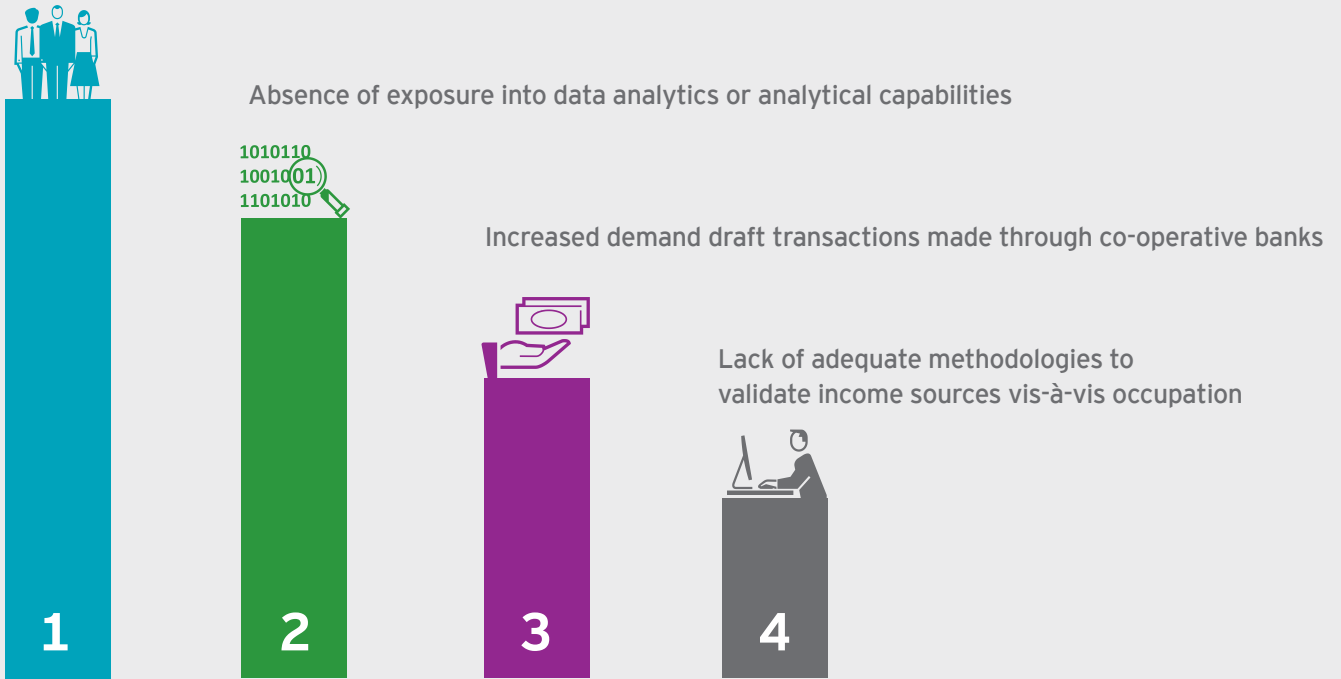 Absence of exposure into data analytics or analytical capabilities
1010110
1001001
1101010
Increased demand draft transactions made through co-operative banks
Lack of adequate methodologies to
validate income sources vis-à-vis occupation
1
2
3
4